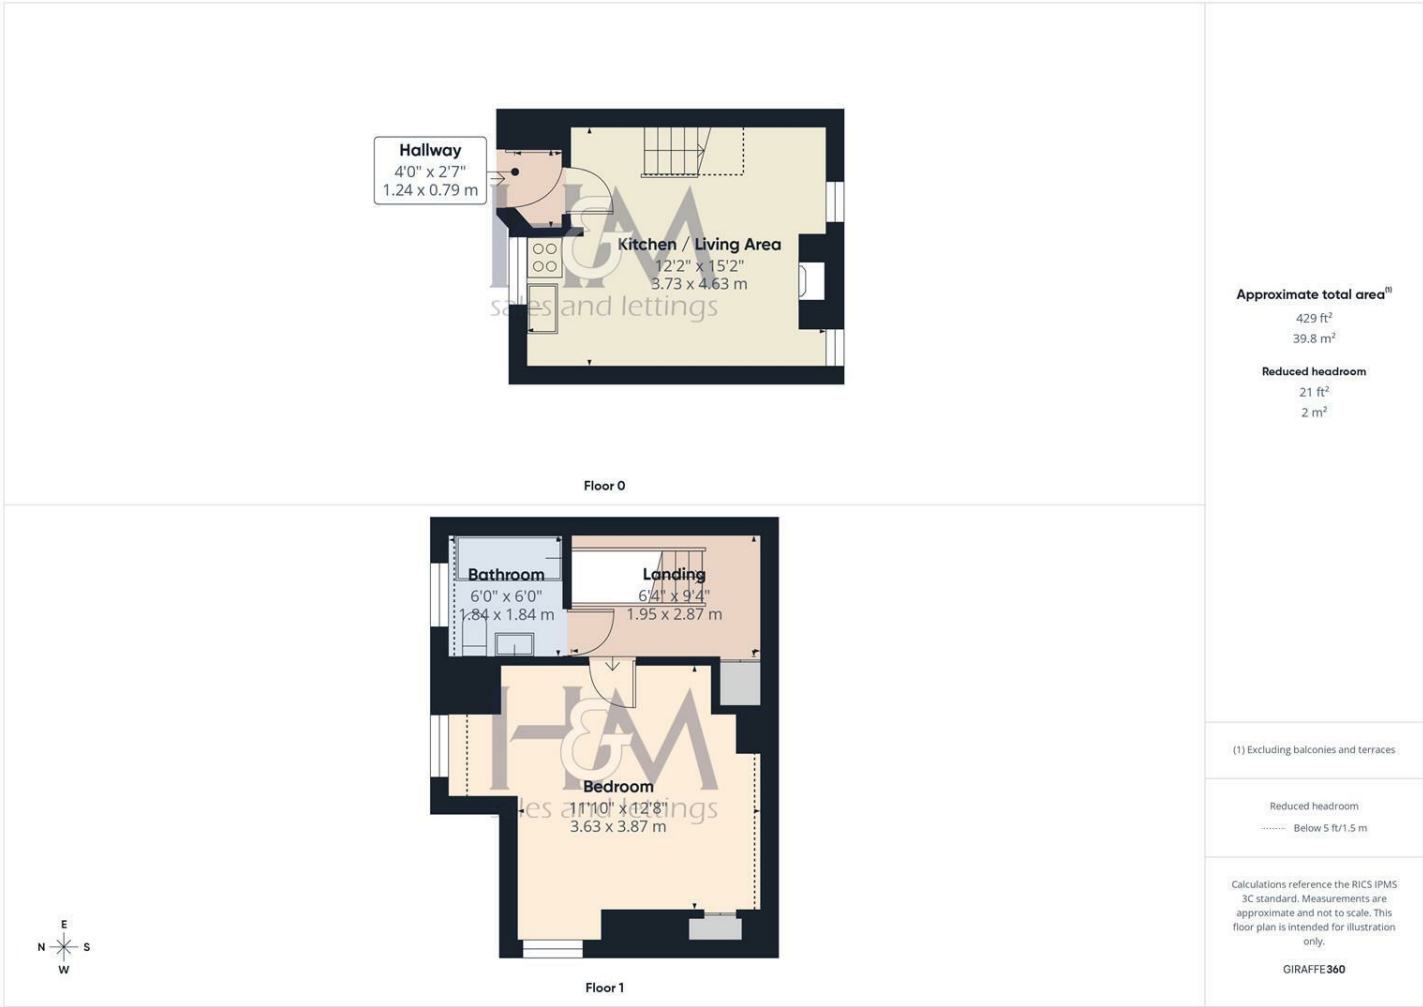 Hallway
4'0" x 2'7"
1.24 x 0.79 m
H&M
sales and lettings
Kitchen / Living Area
12'2" x 15'2"
3.73 x 4.63 m
Floor 0
Bathroom
6'0" x 6'0"
1.84 x 1.84 m
Landing
6'4" x 9'4"
1.95 x 2.87 m
H&M
sales and lettings
Bedroom
11'10" x 12'8"
3.63 x 3.87 m
E
N S
W
Floor 1
Approximate total area(1)
429 ft²
39.8 m²
Reduced headroom
21 ft²
2 m²
(1) Excluding balconies and terraces
Reduced headroom
Below 5 ft/1.5 m
Calculations reference the RICS IPMS
3C standard. Measurements are
approximate and not to scale. This
floor plan is intended for illustration
only.
GIRAFFE360